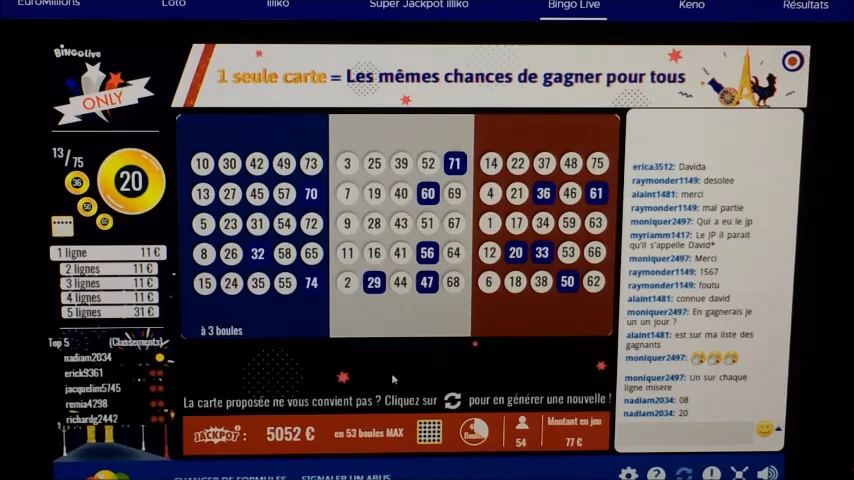 EuroMillions Loto illiko Super Jackpot illiko Bingo Live Keno Résultats
BiNGOLIVE
ONLY
1 seule carte = Les mêmes chances de gagner pour tous
13/75
20
36
56
60
1 ligne 11 €
2 lignes 11 €
3 lignes 11 €
4 lignes 11 €
5 lignes 31 €
Top 5 (Classements)
nadiam2034
erick9361
jacquelim5745
remia4298
richardg2442
10 30 42 49 73
13 27 45 57 70
5 23 31 54 72
8 26 32 58 65
15 24 35 55 74
à 3 boules
3 25 39 52 71
7 19 40 60 69
9 28 43 51 67
11 16 41 56 64
2 29 44 47 68
14 22 37 48 75
4 21 36 46 61
1 17 34 59 63
12 20 33 53 66
6 18 38 50 62
erica3512: Davida
raymonder1149: desolee
alaint1481: merci
raymonder1149: mal partie
moniquer2497: Qui a eu le jp
myriamm1417: Le JP il parait
qu'il s'appelle David*
moniquer2497: Merci
raymonder1149: 1567
raymonder1149: foutu
alaint1481: connue david
moniquer2497: En gagnerais je
un un jour ?
alaint1481: est sur ma liste des
gagnants
moniquer2497:
moniquer2497: Un sur chaque
ligne misere
nadiam2034: 08
nadiam2034: 20
La carte proposée ne vous convient pas ? Cliquez sur pour en générer une nouvelle !
JACKPOT : 5052 € en 53 boules MAX
54
Montant en jeu
77 €
CHANGER DE FORMULES SIGNALER UN ABUS